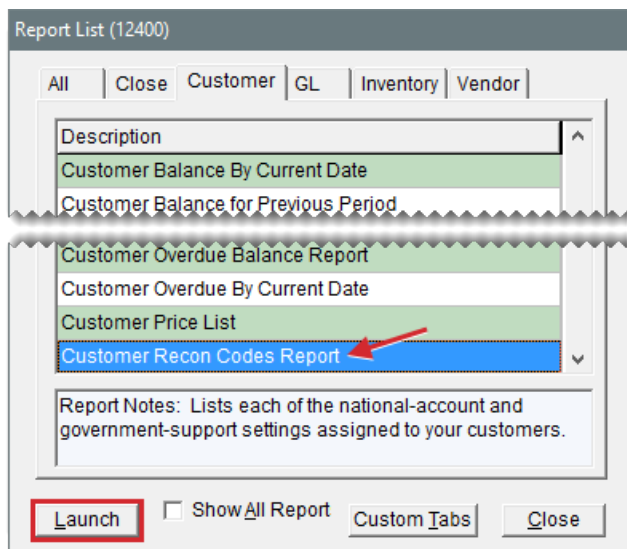 Report List (12400)
All Close Customer GL Inventory Vendor
Description
Customer Balance By Current Date
Customer Balance for Previous Period
Customer Overdue Balance Report
Customer Overdue By Current Date
Customer Price List
Customer Recon Codes Report
Report Notes: Lists each of the national-account and
government-support settings assigned to your customers.
Launch Show All Report Custom Tabs Close